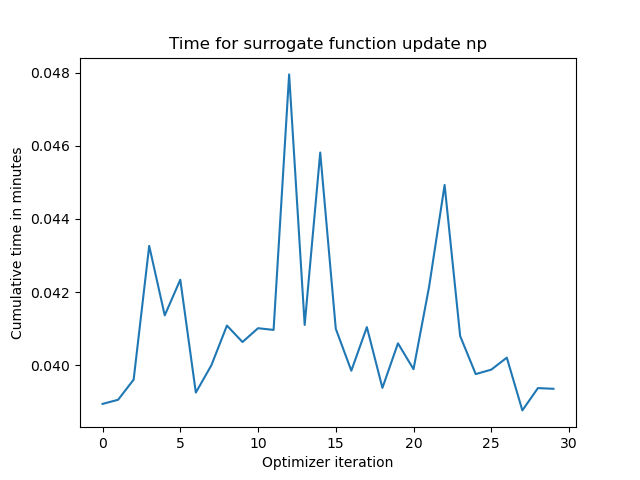 Time for surrogate function update np
Cumulative time in minutes
0.048
0.046
0.044
0.042
0.040
0 5 10 15 20 25 30
Optimizer iteration